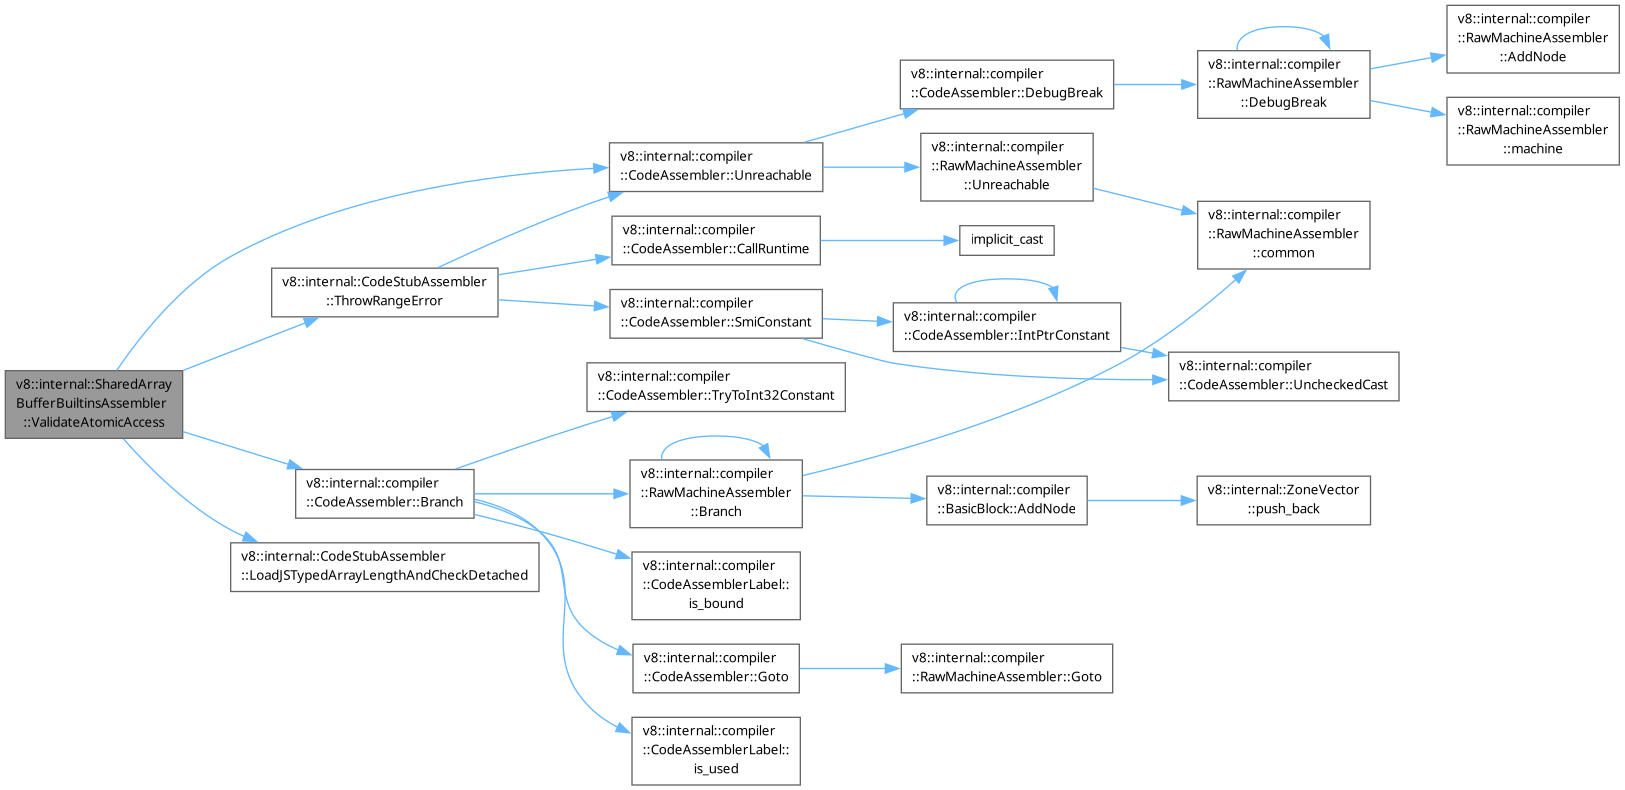 v8::internal::SharedArray
BufferBuiltinsAssembler
::ValidateAtomicAccess
v8::internal::compiler
::CodeAssembler::Unreachable
v8::internal::CodeStubAssembler
::ThrowRangeError
v8::internal::compiler
::CodeAssembler::Branch
v8::internal::CodeStubAssembler
::LoadJSTypedArrayLengthAndCheckDetached
v8::internal::compiler
::CodeAssembler::CallRuntime
v8::internal::compiler
::CodeAssembler::SmiConstant
v8::internal::compiler
::CodeAssembler::TryToInt32Constant
v8::internal::compiler
::RawMachineAssembler
::Branch
v8::internal::compiler
::CodeAssemblerLabel::
is_bound
v8::internal::compiler
::CodeAssembler::Goto
v8::internal::compiler
::CodeAssemblerLabel::
is_used
v8::internal::compiler
::CodeAssembler::DebugBreak
v8::internal::compiler
::RawMachineAssembler
::Unreachable
implicit_cast
v8::internal::compiler
::CodeAssembler::IntPtrConstant
v8::internal::compiler
::BasicBlock::AddNode
v8::internal::compiler
::RawMachineAssembler::Goto
v8::internal::compiler
::RawMachineAssembler
::DebugBreak
v8::internal::compiler
::RawMachineAssembler
::common
v8::internal::compiler
::CodeAssembler::UncheckedCast
v8::internal::ZoneVector
::push_back
v8::internal::compiler
::RawMachineAssembler
::AddNode
v8::internal::compiler
::RawMachineAssembler
::machine